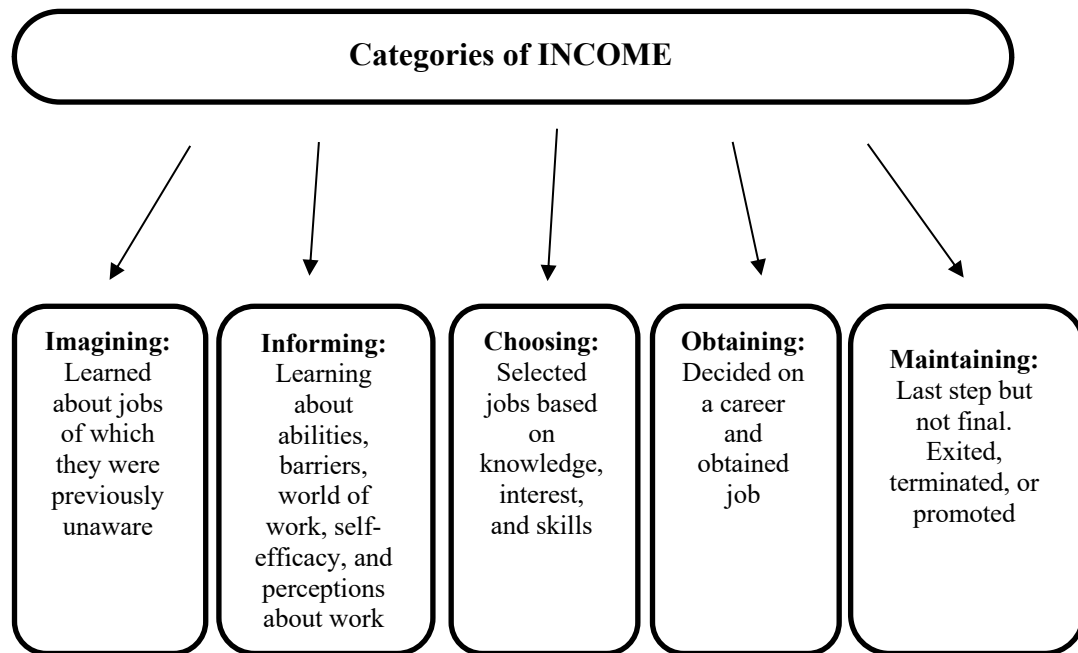 Categories of INCOME
Imagining:
Learned
about jobs
of which
they were
previously
unaware
Informing:
Learning
about
abilities,
barriers,
world of
work, self-
efficacy, and
perceptions
about work
Choosing:
Selected
jobs based
on
knowledge,
interest,
and skills
Obtaining:
Decided on
a career
and
obtained
job
Maintaining:
Last step but
not final.
Exited,
terminated, or
promoted